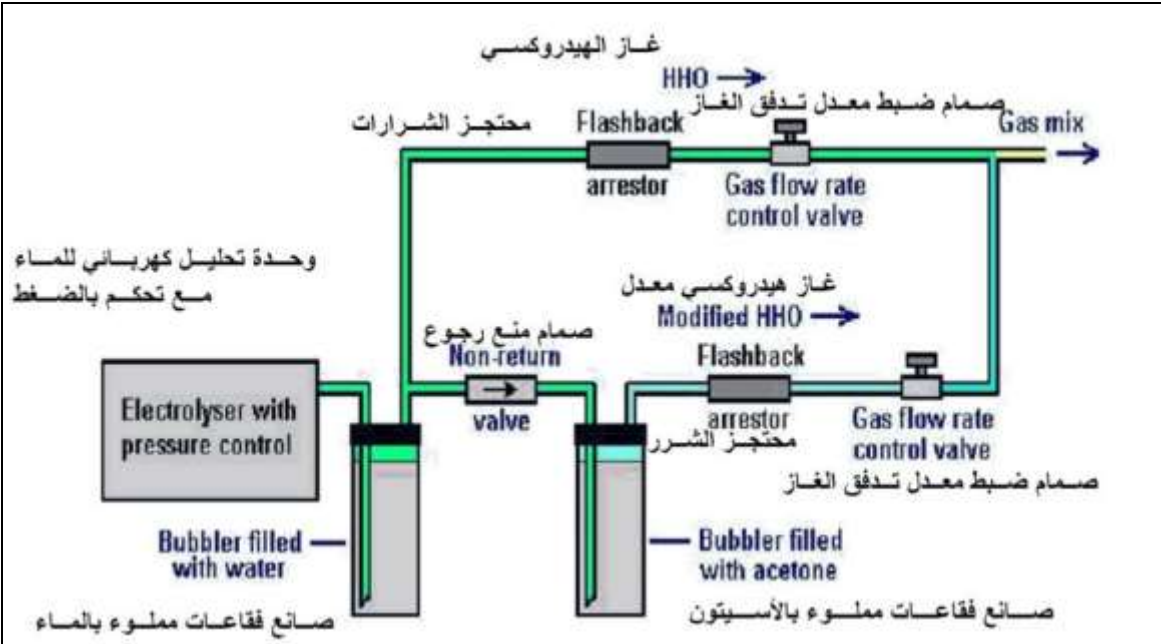 غاز الهيدروكسي
HHO
صمام ضبط معدل تدفق الغاز
محتجز الشرارات
Flashback
Gas mix
arrestor
Gas flow rate
control valve
وحدة تحليل كهربائي للماء
مع تحكم بالضغط
غاز هيدروكسي معدل
Modified HHO
صمام منع رجوع
Non-return
valve
Flashback
arrestor
محتجز الشرر
Gas flow rate
control valve
صمام ضبط معدل تدفق الغاز
Electrolyser with
pressure control
Bubbler filled
with water
صانع فقاعات مملوء بالماء
Bubbler filled
with acetone
صانع فقاعات مملوء بالأسيتون